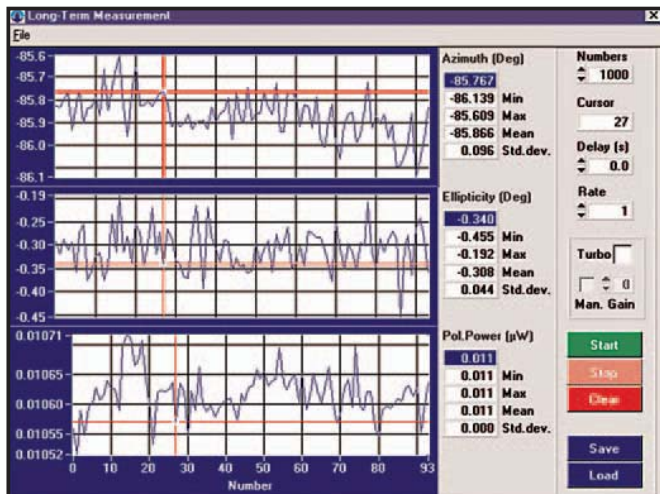 Long-Term Measurement
File
-85.6
-85.7
-85.8
-85.9
-86.0
-86.1
Azimuth (Deg)
-85.767
-86.139 Min
-85.609 Max
-85.866 Mean
0.096 Std.dev.
-0.19
-0.25
-0.30
-0.35
-0.40
-0.45
Ellipticity (Deg)
-0.340
-0.455 Min
-0.192 Max
-0.308 Mean
0.044 Std.dev.
0.01071
0.01065
0.01060
0.01055
0.01052
0 10 20 30 40 50 60 70 80 93
Number
Pol.Power (µW)
0.011
0.011 Min
0.011 Max
0.011 Mean
0.000 Std.dev.
Numbers
1000
Cursor
27
Delay (s)
0.0
Rate
1
Turbo
0
Man. Gain
Start
Stop
Clear
Save
Load